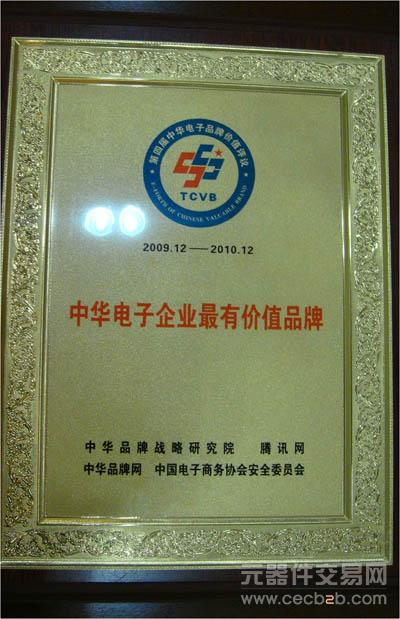 第四届中华电子品牌价值评议
TCVB
E-FORTH OF CHINESE VALUABLE BRAND
2009.12——2010.12
中华电子企业最有价值品牌
中华品牌战略研究院 腾讯网
中华品牌网 中国电子商务协会安全委员会
元器件交易网
www.cecb2b.com